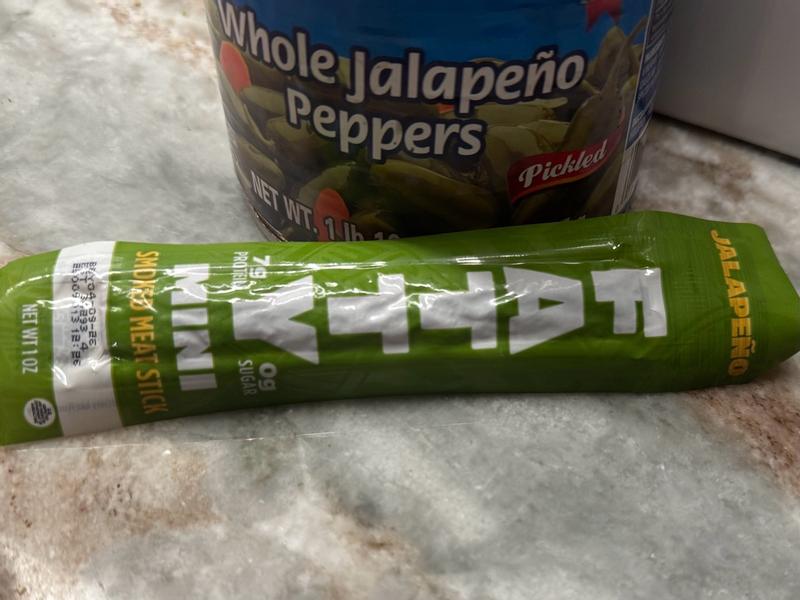 Whole Jalapeño
Peppers
Pickled
NET WT. 1 lb
JALAPEÑO
FATTY
MINI
7g
PROTEIN
0g
SUGAR
SMOKED MEAT STICK
NET WT 1 OZ